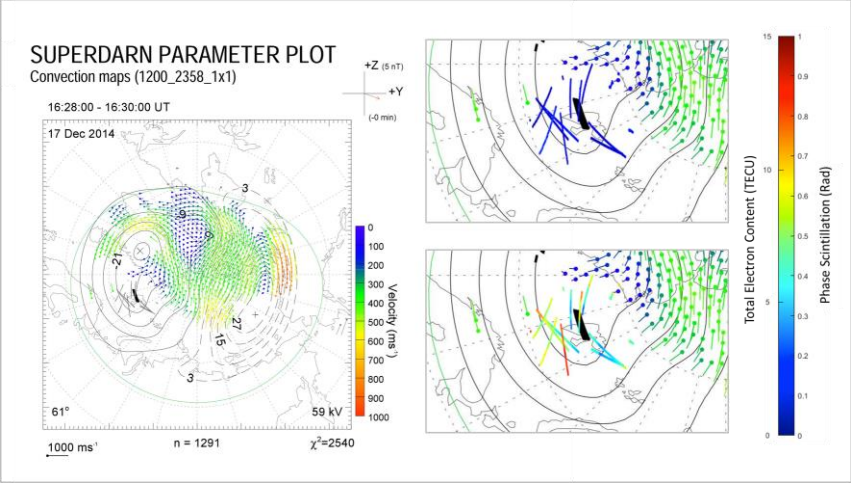 SUPERDARN PARAMETER PLOT
Convection maps (1200_2358_1x1)
+Z (5 nT)
+Y
(-0 min)
16:28:00 - 16:30:00 UT
17 Dec 2014
3
-9
-21
27
15
3
61°
59 kV
1000 ms⁻¹
n = 1291
χ²=2540
0
100
200
300
400
500
600
700
800
900
1000
Velocity (ms⁻¹)
15
10
5
0
Total Electron Content (TECU)
1
0.9
0.8
0.7
0.6
0.5
0.4
0.3
0.2
0.1
0
Phase Scintillation (Rad)